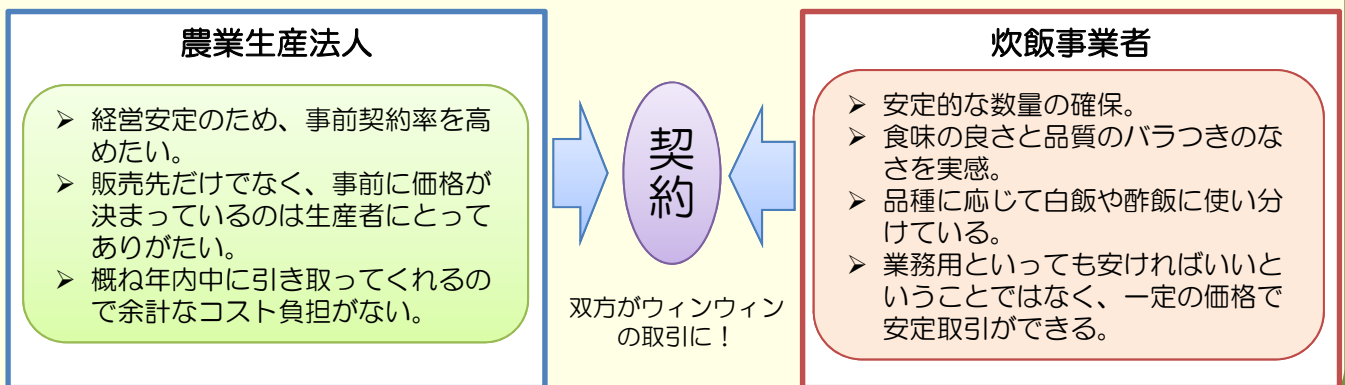 農業生産法人
➢ 経営安定のため、事前契約率を高
めたい。
➢ 販売先だけでなく、事前に価格が
決まっているのは生産者にとって
ありがたい。
➢ 概ね年内中に引き取ってくれるの
で余計なコスト負担がない。
契約
双方がウィンウィン
の取引に！
炊飯事業者
➢ 安定的な数量の確保。
➢ 食味の良さと品質のバラつきのな
さを実感。
➢ 品種に応じて白飯や酢飯に使い分
けている。
➢ 業務用といっても安ければいいと
いうことではなく、一定の価格で
安定取引ができる。